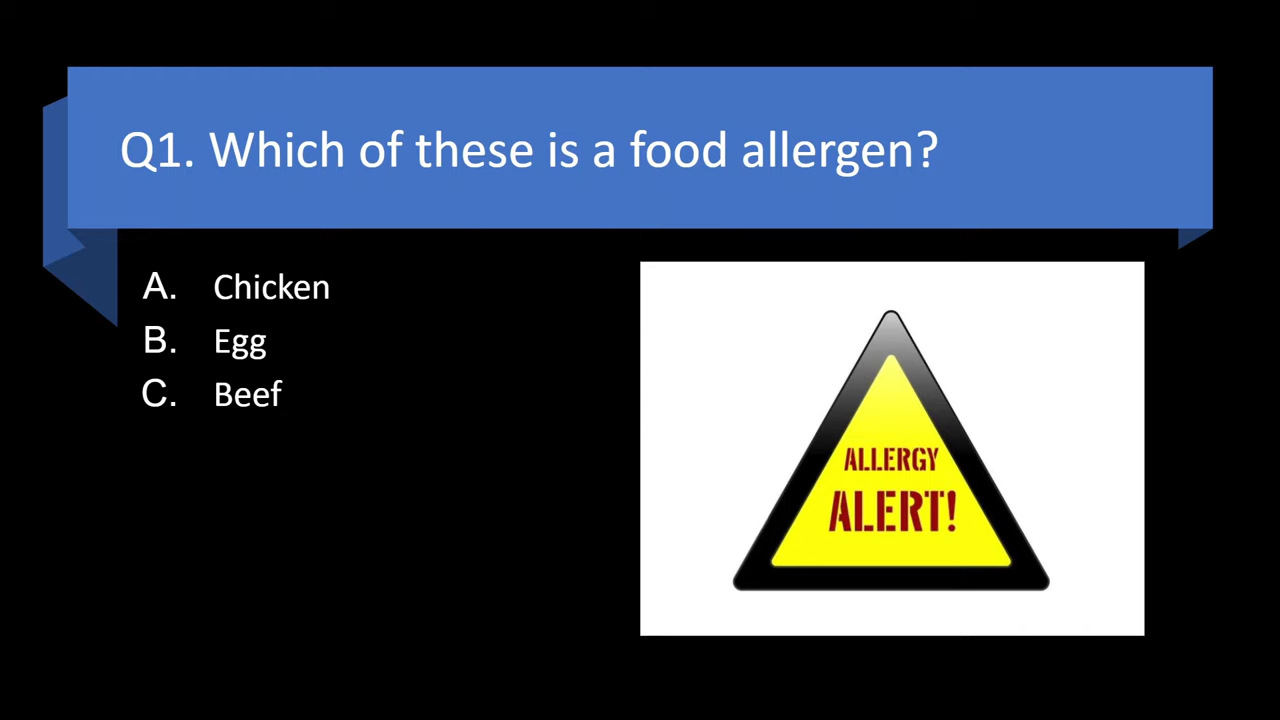 Q1. Which of these is a food allergen?
A. Chicken
B. Egg
C. Beef
ALLERGY
ALERT!